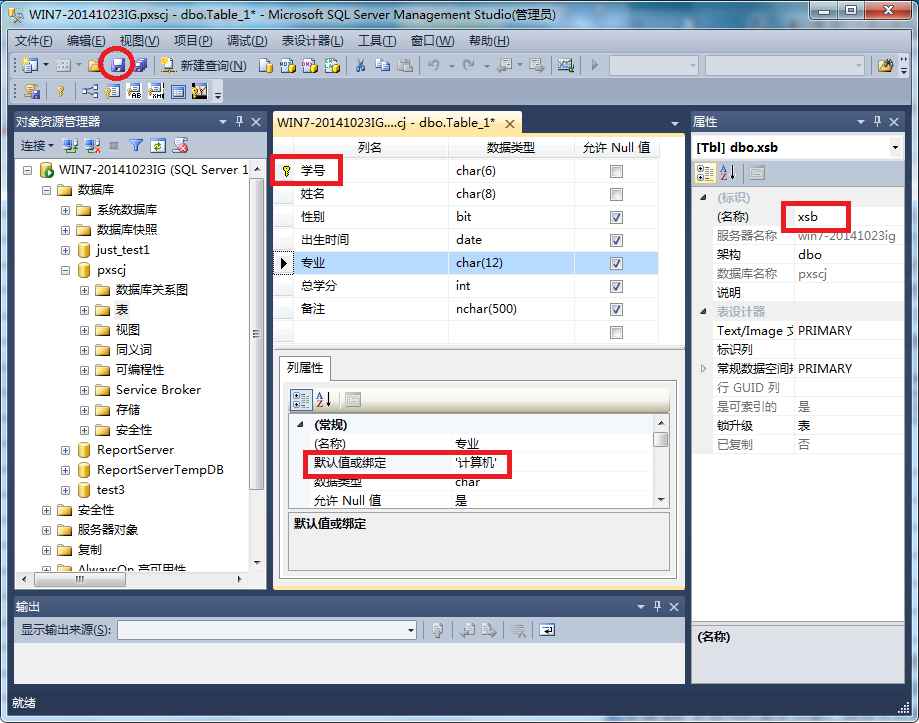 WIN7-20141023IG.pxscj - dbo.Table_1* - Microsoft SQL Server Management Studio(管理员)
文件(F) 编辑(E) 视图(V) 项目(P) 调试(D) 表设计器(L) 工具(T) 窗口(W) 帮助(H)
新建查询(N)
对象资源管理器
连接
WIN7-20141023IG (SQL Server 1
数据库
系统数据库
数据库快照
just_test1
pxscj
数据库关系图
表
视图
同义词
可编程性
Service Broker
存储
安全性
ReportServer
ReportServerTempDB
test3
安全性
服务器对象
复制
AlwaysOn 高可用性
WIN7-20141023IG....cj - dbo.Table_1*
列名 数据类型 允许 Null 值
学号 char(6)
姓名 char(8)
性别 bit
出生时间 date
专业 char(12)
总学分 int
备注 nchar(500)
列属性
(常规)
(名称) 专业
默认值或绑定 '计算机'
数据类型 char
允许 Null 值 是
默认值或绑定
属性
[Tbl] dbo.xsb
(标识)
(名称) xsb
服务器名称 win7-20141023ig
架构 dbo
数据库名称 pxscj
说明
表设计器
Text/Image 文 PRIMARY
标识列
常规数据空间规 PRIMARY
行 GUID 列
是可索引的 是
锁升级 表
已复制 否
(名称)
输出
显示输出来源(S):
就绪